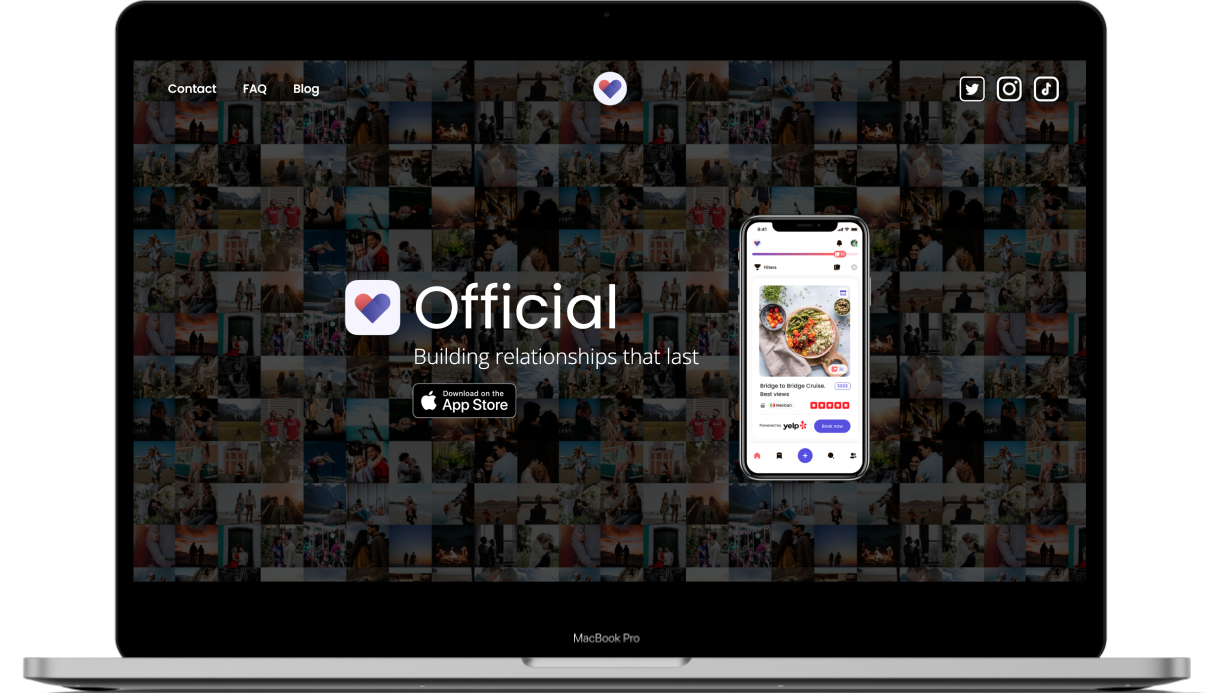 Contact FAQ Blog
Official
Building relationships that last
Download on the
App Store
9:41
Filters
Bridge to Bridge Cruise.
Best views
$$$$
Mexican
Powered by yelp
Book now
MacBook Pro